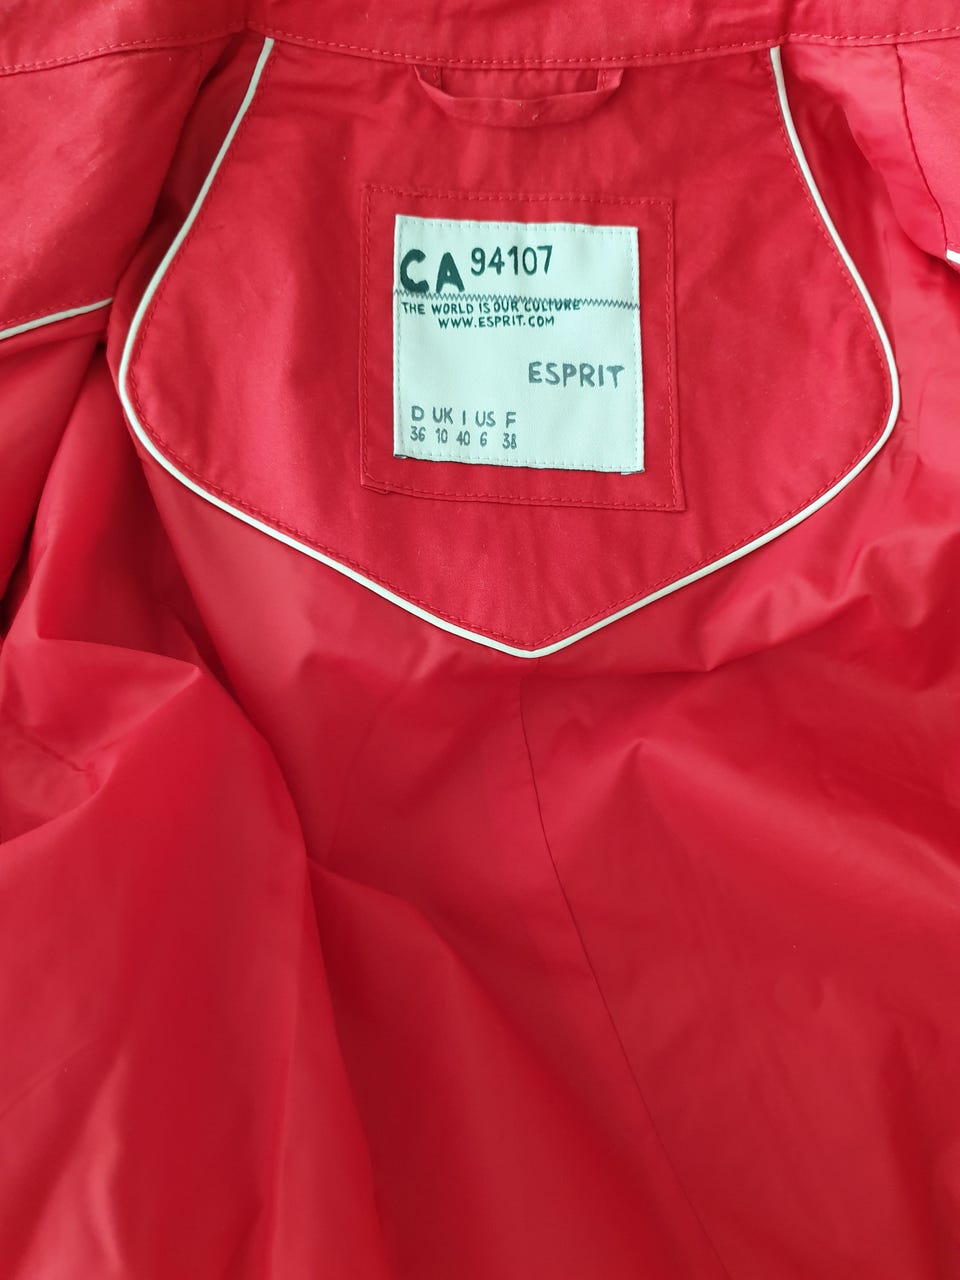 CA 94107
THE WORLD IS OUR CULTURE
WWW.ESPRIT.COM
ESPRIT
D UK I US F
36 10 40 6 38